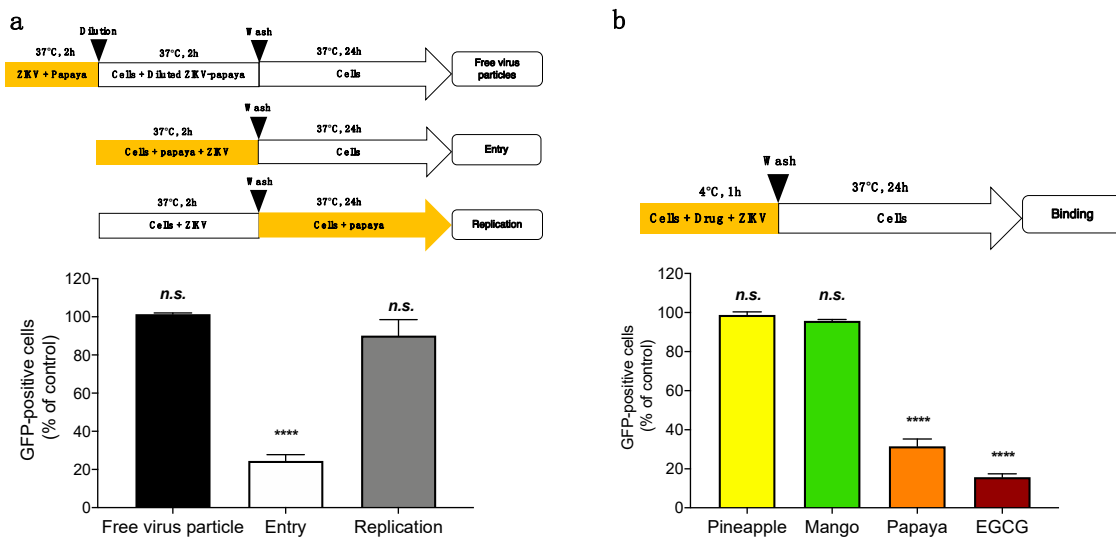 a
Dilution
Wash
37°C, 2h
37°C, 2h
37°C, 24h
ZIKV + Papaya
Cells + Diluted ZIKV-papaya
Cells
Free virus
particles
Wash
37°C, 2h
37°C, 24h
Cells + papaya + ZIKV
Cells
Entry
Wash
37°C, 2h
37°C, 24h
Cells + ZIKV
Cells + papaya
Replication
GFP-positive cells
(% of control)
120
100
80
60
40
20
0
n.s.
****
n.s.
Free virus particle
Entry
Replication
b
Wash
4°C, 1h
37°C, 24h
Cells + Drug + ZIKV
Cells
Binding
GFP-positive cells
(% of control)
120
100
80
60
40
20
0
n.s.
n.s.
****
****
Pineapple
Mango
Papaya
EGCG